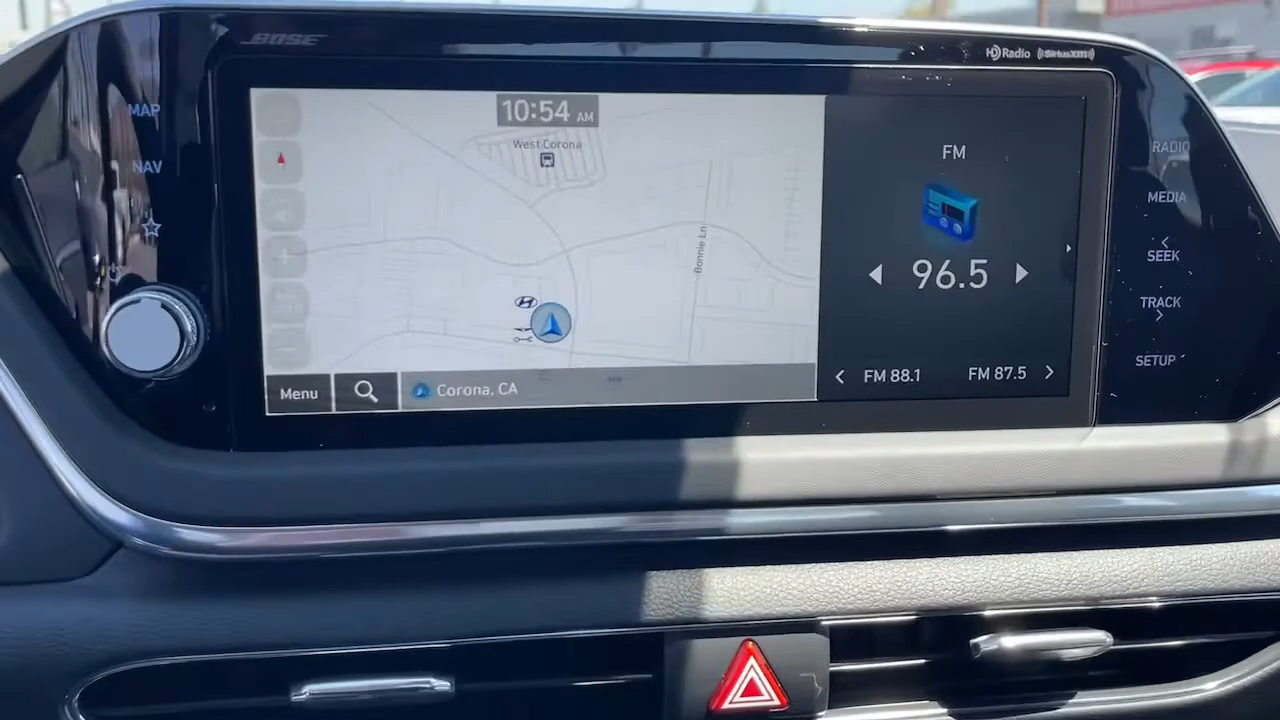 BOSE
HD Radio
((SiriusXM))
MAP
NAV
10:54 AM
West Corona
Bonnie Ln
Menu
Corona, CA
FM
96.5
FM 88.1
FM 87.5
RADIO
MEDIA
SEEK
TRACK
SETUP